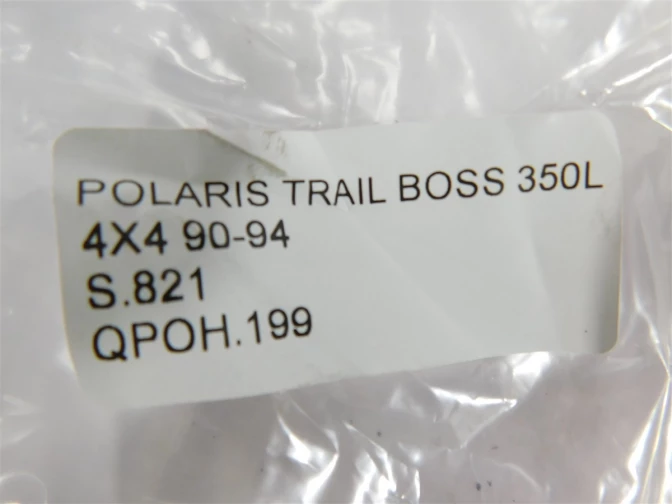 POLARIS TRAIL BOSS 350L
4X4 90-94
S.821
QPOH.199